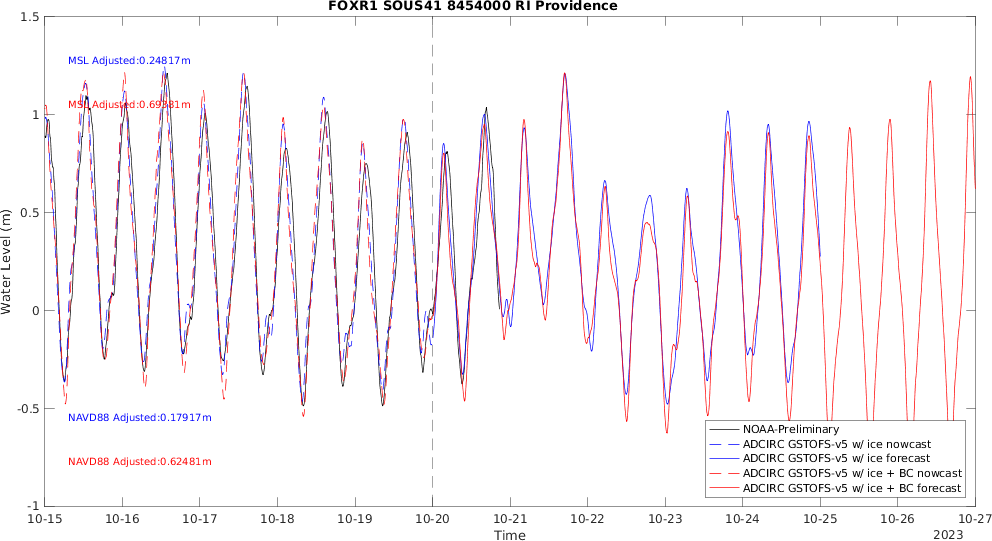 FOXR1 SOUS41 8454000 RI Providence
1.5
1
0.5
0
-0.5
-1
Water Level (m)
MSL Adjusted:0.24817m
MSL Adjusted:0.69381m
NAVD88 Adjusted:0.17917m
NAVD88 Adjusted:0.62481m
NOAA-Preliminary
ADCIRC GSTOFS-v5 w/ ice nowcast
ADCIRC GSTOFS-v5 w/ ice forecast
ADCIRC GSTOFS-v5 w/ ice + BC nowcast
ADCIRC GSTOFS-v5 w/ ice + BC forecast
10-15 10-16 10-17 10-18 10-19 10-20 10-21 10-22 10-23 10-24 10-25 10-26 10-27
Time
2023